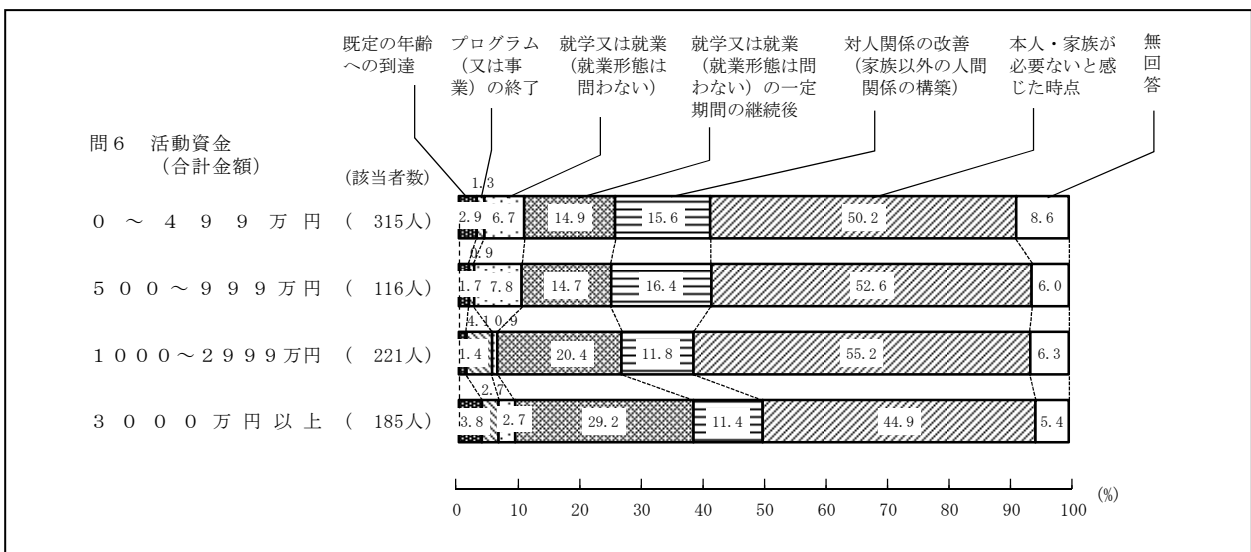 既定の年齢
への到達
プログラム
（又は事
業）の終了
就学又は就業
（就業形態は
問わない）
就学又は就業
（就業形態は問
わない）の一定
期間の継続後
対人関係の改善
（家族以外の人間
関係の構築）
本人・家族が
必要ないと感
じた時点
無
回
答
問６　活動資金
（合計金額）
（該当者数）
1.3
０～４９９万円（ 315人） 2.9 6.7 14.9 15.6 50.2 8.6
0.9
５００～９９９万円（ 116人） 1.7 7.8 14.7 16.4 52.6 6.0
4.1 0.9
１０００～２９９９万円（ 221人） 1.4 20.4 11.8 55.2 6.3
2.7
３０００万円以上（ 185人） 3.8 2.7 29.2 11.4 44.9 5.4
0 10 20 30 40 50 60 70 80 90 100 (%)